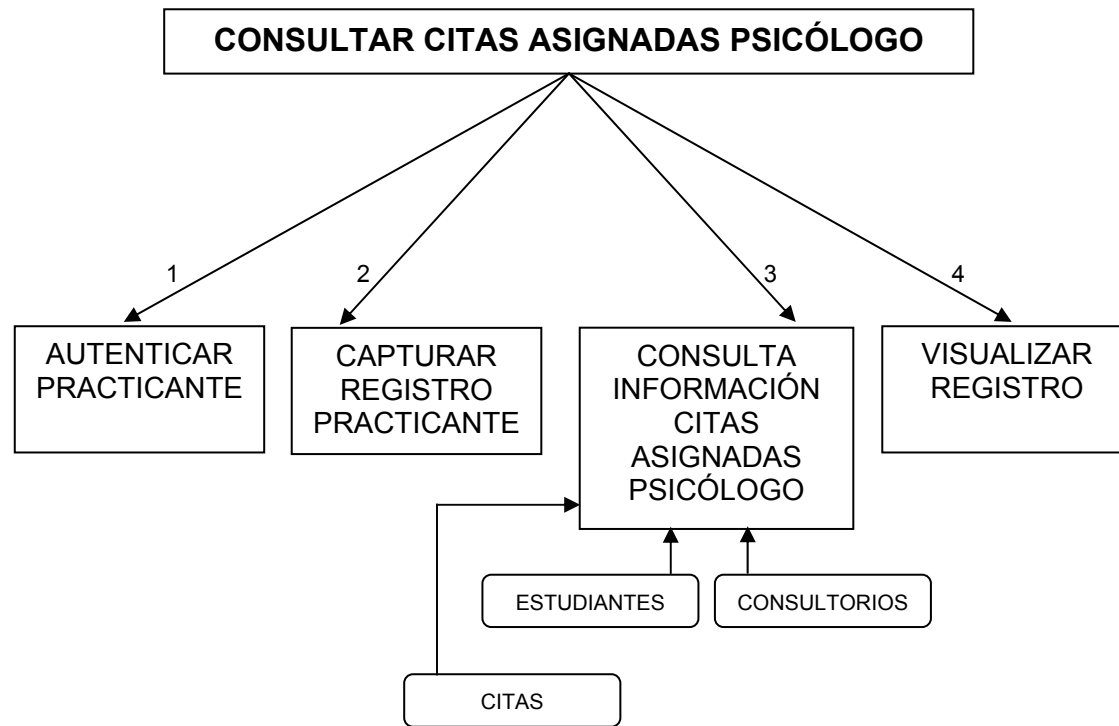 CONSULTAR CITAS ASIGNADAS PSICÓLOGO
1
2
3
4
AUTENTICAR
PRACTICANTE
CAPTURAR
REGISTRO
PRACTICANTE
CONSULTA
INFORMACIÓN
CITAS
ASIGNADAS
PSICÓLOGO
VISUALIZAR
REGISTRO
ESTUDIANTES
CONSULTORIOS
CITAS